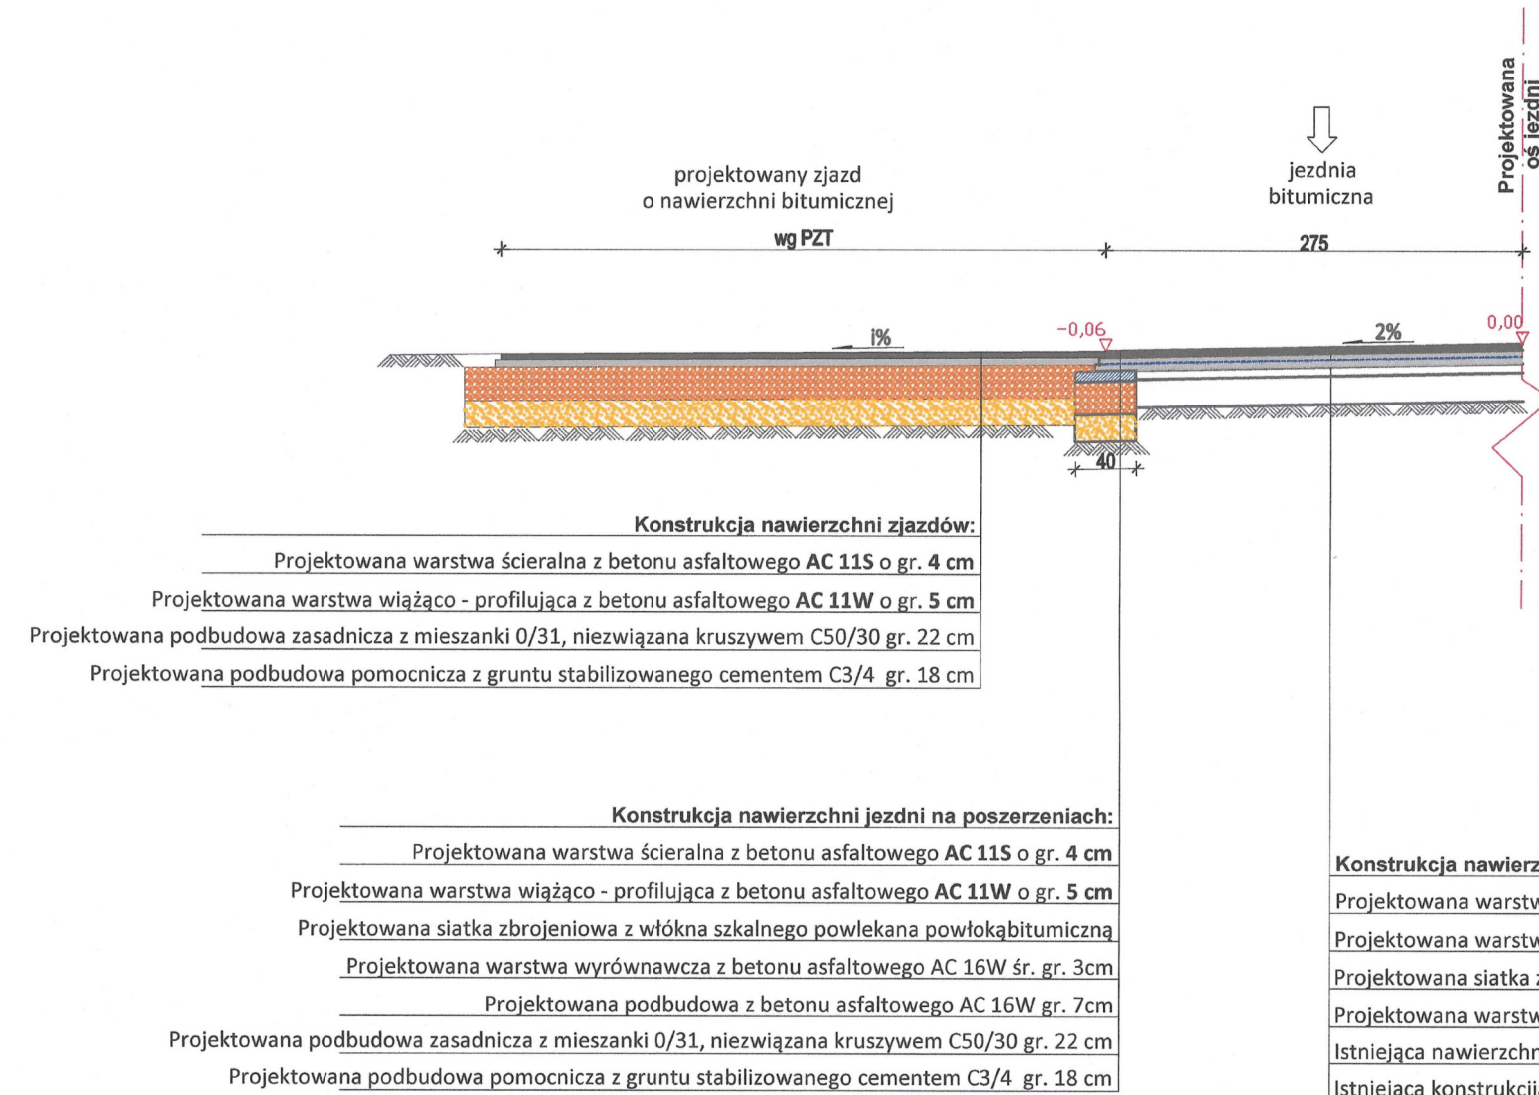 Projektowana
oś jezdni
projektowany zjazd
o nawierzchni bitumicznej
jezdnia
bitumiczna
wg PZT
275
i%
-0,06
2%
0,00
40
Konstrukcja nawierzchni zjazdów:
Projektowana warstwa ścieralna z betonu asfaltowego AC 11S o gr. 4 cm
Projektowana warstwa wiążąco - profilująca z betonu asfaltowego AC 11W o gr. 5 cm
Projektowana podbudowa zasadnicza z mieszanki 0/31, niezwiązana kruszywem C50/30 gr. 22 cm
Projektowana podbudowa pomocnicza z gruntu stabilizowanego cementem C3/4 gr. 18 cm
Konstrukcja nawierzchni jezdni na poszerzeniach:
Projektowana warstwa ścieralna z betonu asfaltowego AC 11S o gr. 4 cm
Projektowana warstwa wiążąco - profilująca z betonu asfaltowego AC 11W o gr. 5 cm
Projektowana siatka zbrojeniowa z włókna szkalnego powlekana powłokąbitumiczną
Projektowana warstwa wyrównawcza z betonu asfaltowego AC 16W śr. gr. 3cm
Projektowana podbudowa z betonu asfaltowego AC 16W gr. 7cm
Projektowana podbudowa zasadnicza z mieszanki 0/31, niezwiązana kruszywem C50/30 gr. 22 cm
Projektowana podbudowa pomocnicza z gruntu stabilizowanego cementem C3/4 gr. 18 cm
Konstrukcja nawierz
Projektowana warstw
Projektowana warstw
Projektowana siatka z
Projektowana warstw
Istniejąca nawierzchn
Istniejąca konstrukcja